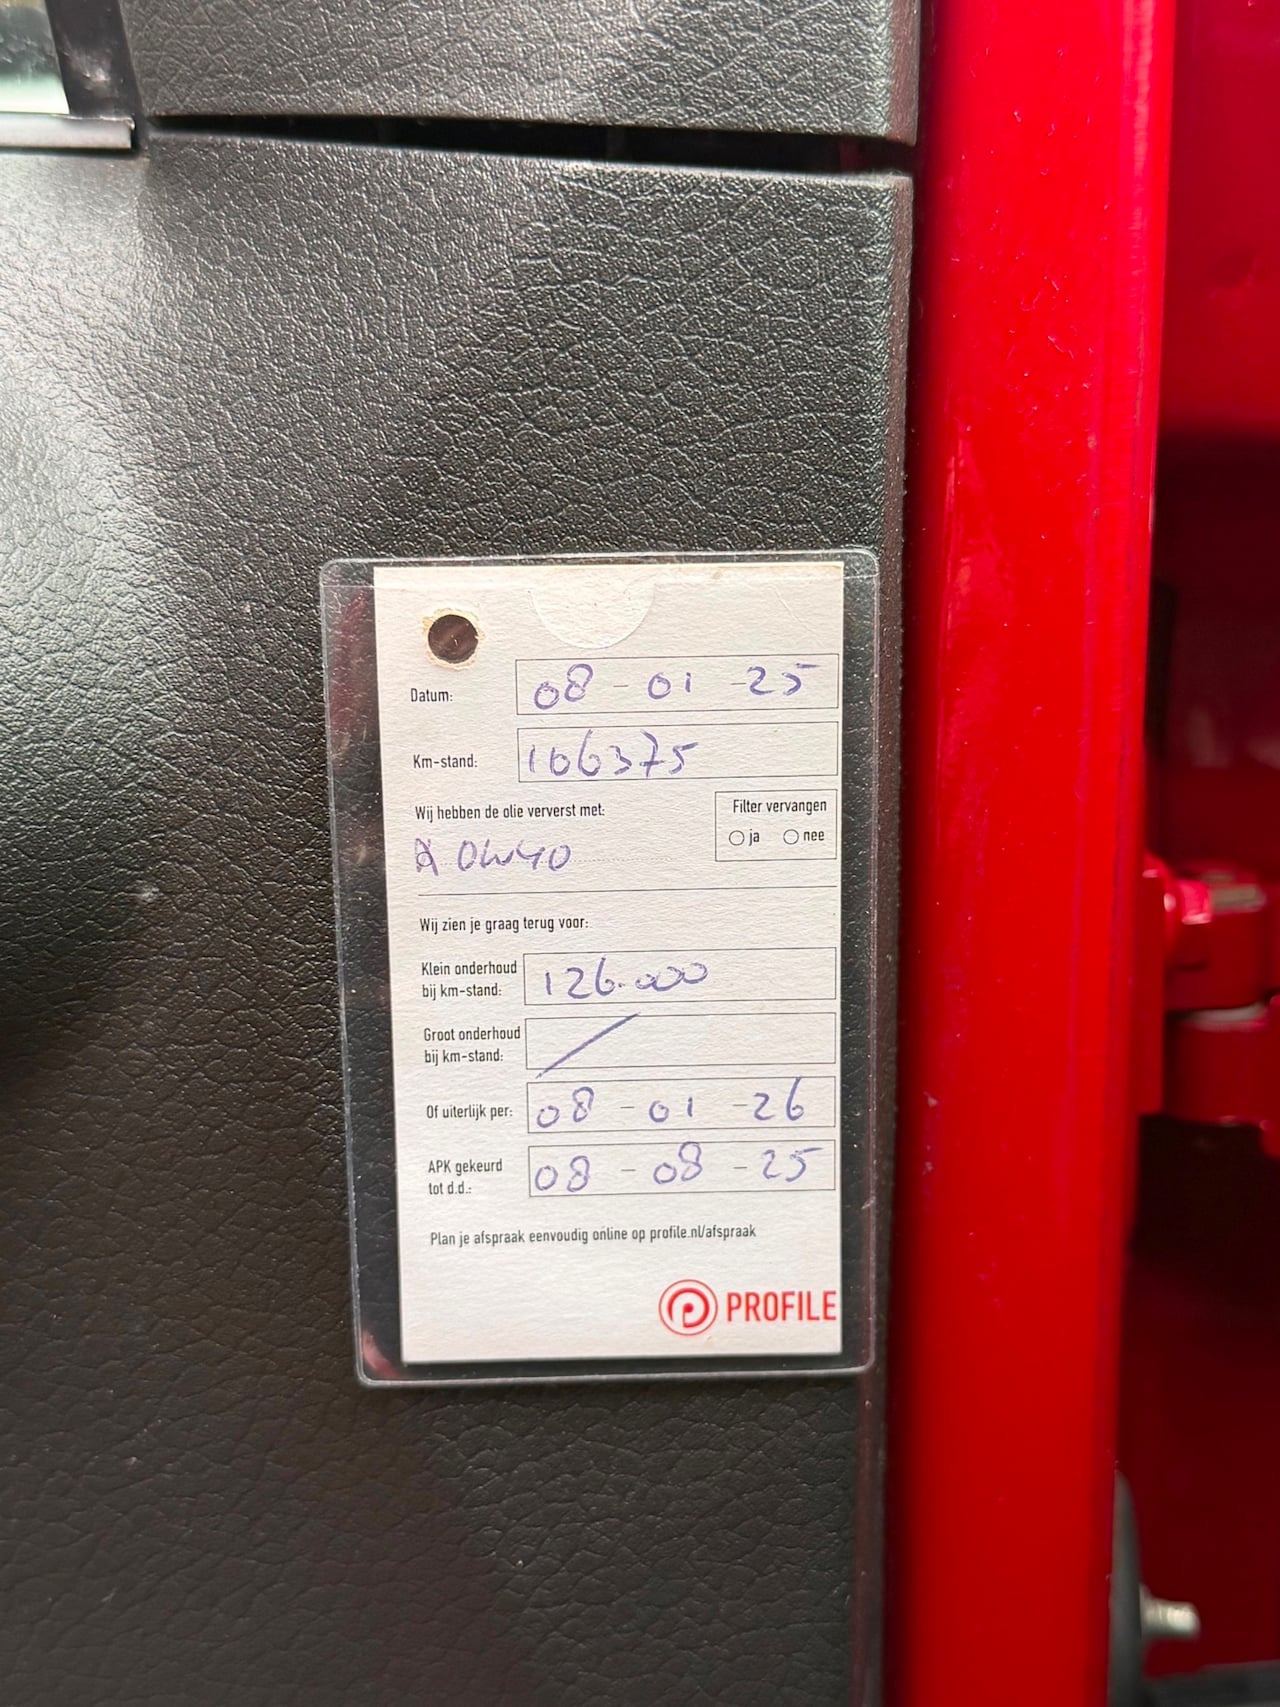 Datum: 08 - 01 - 25
Km-stand: 106375
Wij hebben de olie ververst met:
Filter vervangen
ja nee
0W40
Wij zien je graag terug voor:
Klein onderhoud
bij km-stand: 126.000
Groot onderhoud
bij km-stand:
Of uiterlijk per: 08 - 01 - 26
APK gekeurd
tot d.d.: 08 - 08 - 25
Plan je afspraak eenvoudig online op profile.nl/afspraak
PROFILE